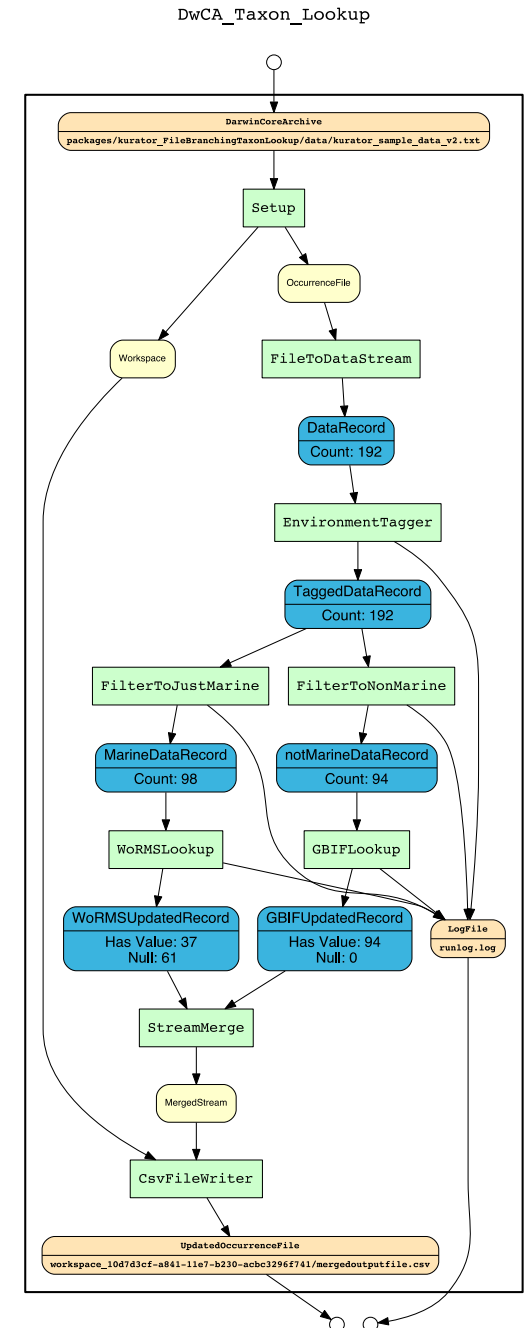 DwCA_Taxon_Lookup
DarwinCoreArchive
packages/kurator_FileBranchingTaxonLookup/data/kurator_sample_data_v2.txt
Setup
OccurrenceFile
Workspace
FileToDataStream
DataRecord
Count: 192
EnvironmentTagger
TaggedDataRecord
Count: 192
FilterToJustMarine
FilterToNonMarine
MarineDataRecord
Count: 98
notMarineDataRecord
Count: 94
WoRMSLookup
GBIFLookup
WoRMSUpdatedRecord
Has Value: 37
Null: 61
GBIFUpdatedRecord
Has Value: 94
Null: 0
LogFile
runlog.log
StreamMerge
MergedStream
CsvFileWriter
UpdatedOccurrenceFile
workspace_10d7d3cf-a841-11e7-b230-acbc3296f741/mergedoutputfile.csv